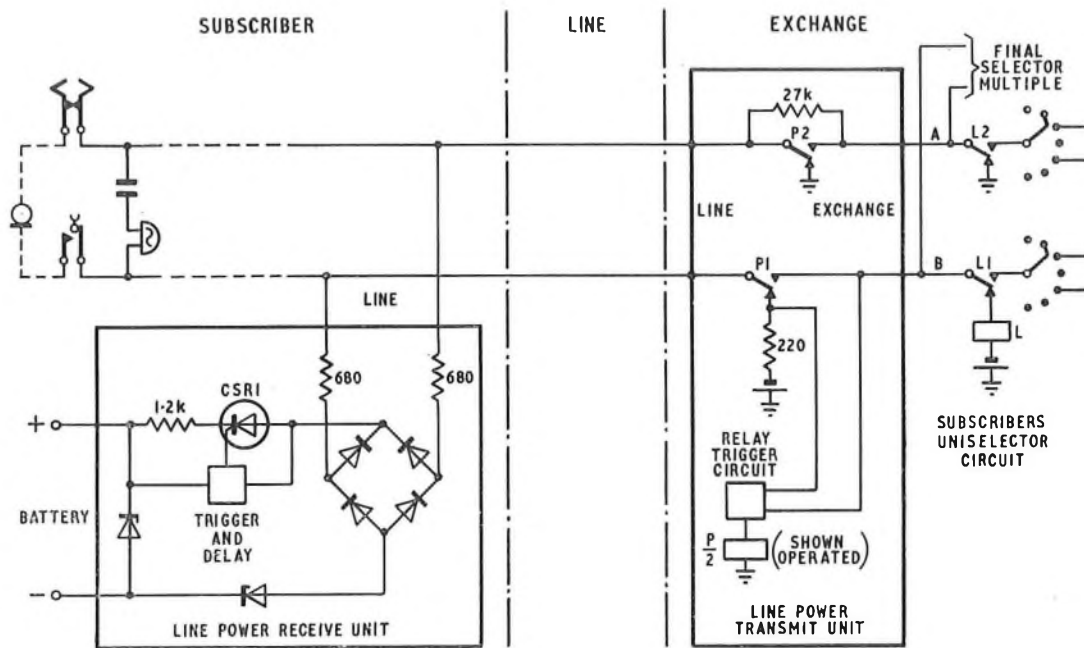 SUBSCRIBER
LINE
EXCHANGE
FINAL
SELECTOR
MULTIPLE
27k
P2
A
L2
LINE
EXCHANGE
P1
B
L1
LINE
220
L
680
680
CSR1
1·2k
+
RELAY
TRIGGER
CIRCUIT
SUBSCRIBERS
UNISELECTOR
CIRCUIT
BATTERY
TRIGGER
AND
DELAY
P
2
(SHOWN
OPERATED)
−
LINE POWER RECEIVE UNIT
LINE POWER
TRANSMIT UNIT